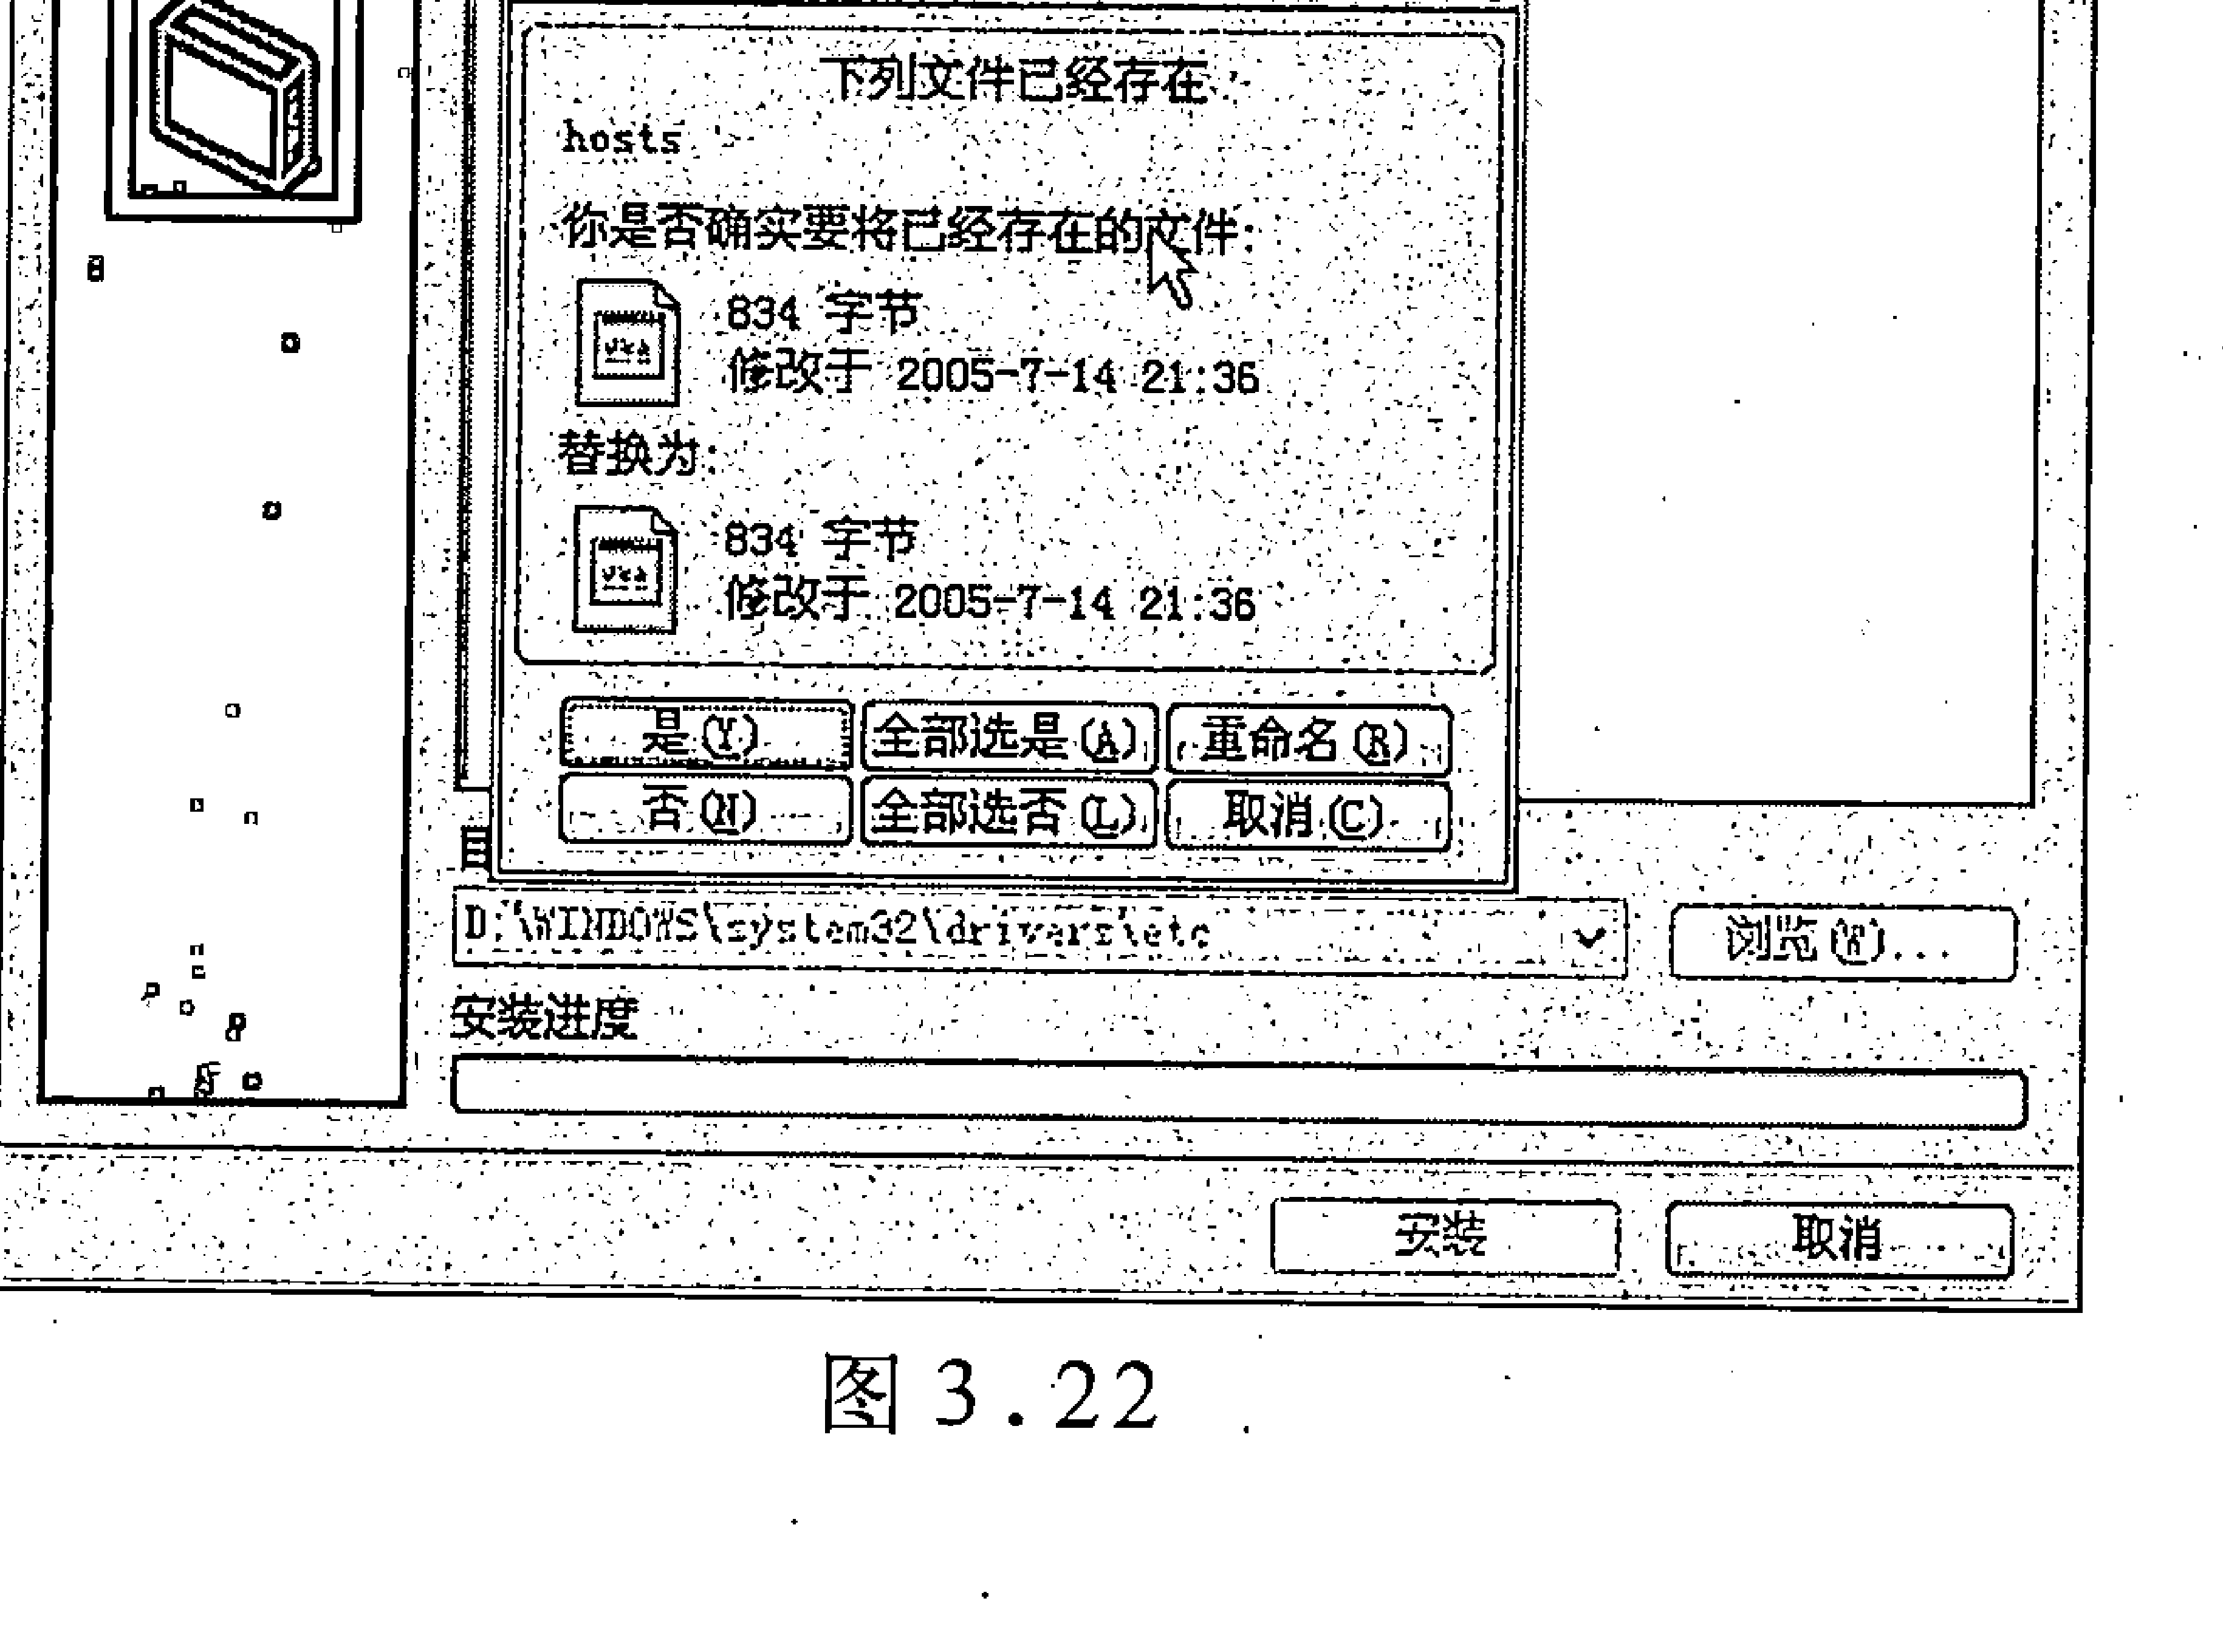 下列文件已经存在
hosts
你是否确实要将已经存在的文件:
834 字节
修改于 2005-7-14 21:36
替换为:
834 字节
修改于 2005-7-14 21:36
是(Y) 全部选是(A) 重命名(R)
否(N) 全部选否(L) 取消(C)
D:\WINDOWS\system32\drivers\etc 浏览(W)...
安装进度
安装 取消
图 3.22